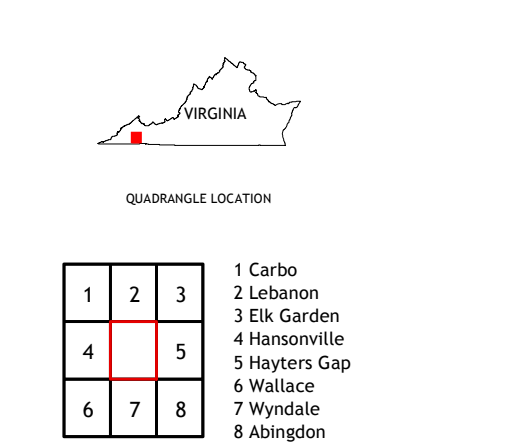 VIRGINIA
QUADRANGLE LOCATION
1 2 3
4 5
6 7 8
1 Carbo
2 Lebanon
3 Elk Garden
4 Hansonville
5 Hayters Gap
6 Wallace
7 Wyndale
8 Abingdon